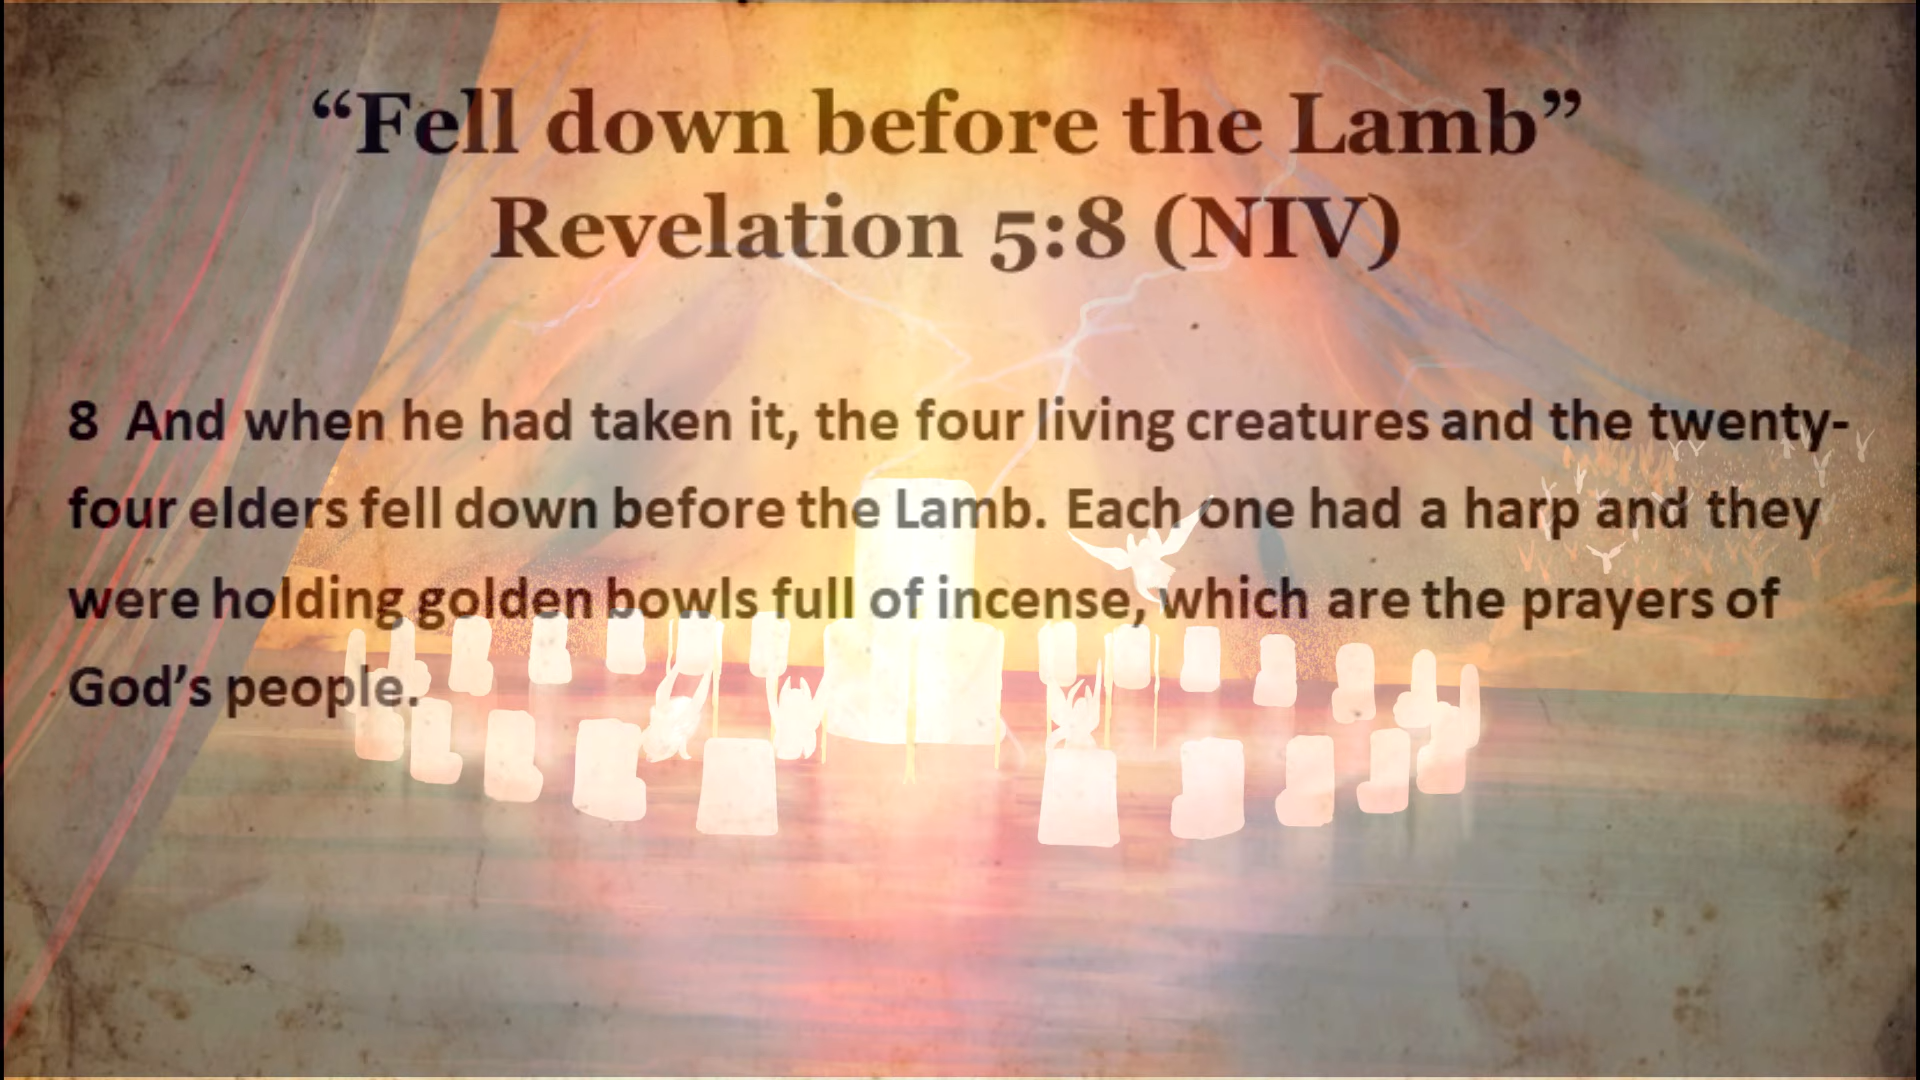 “Fell down before the Lamb”
Revelation 5:8 (NIV)
8 And when he had taken it, the four living creatures and the twenty-
four elders fell down before the Lamb. Each one had a harp and they
were holding golden bowls full of incense, which are the prayers of
God’s people.